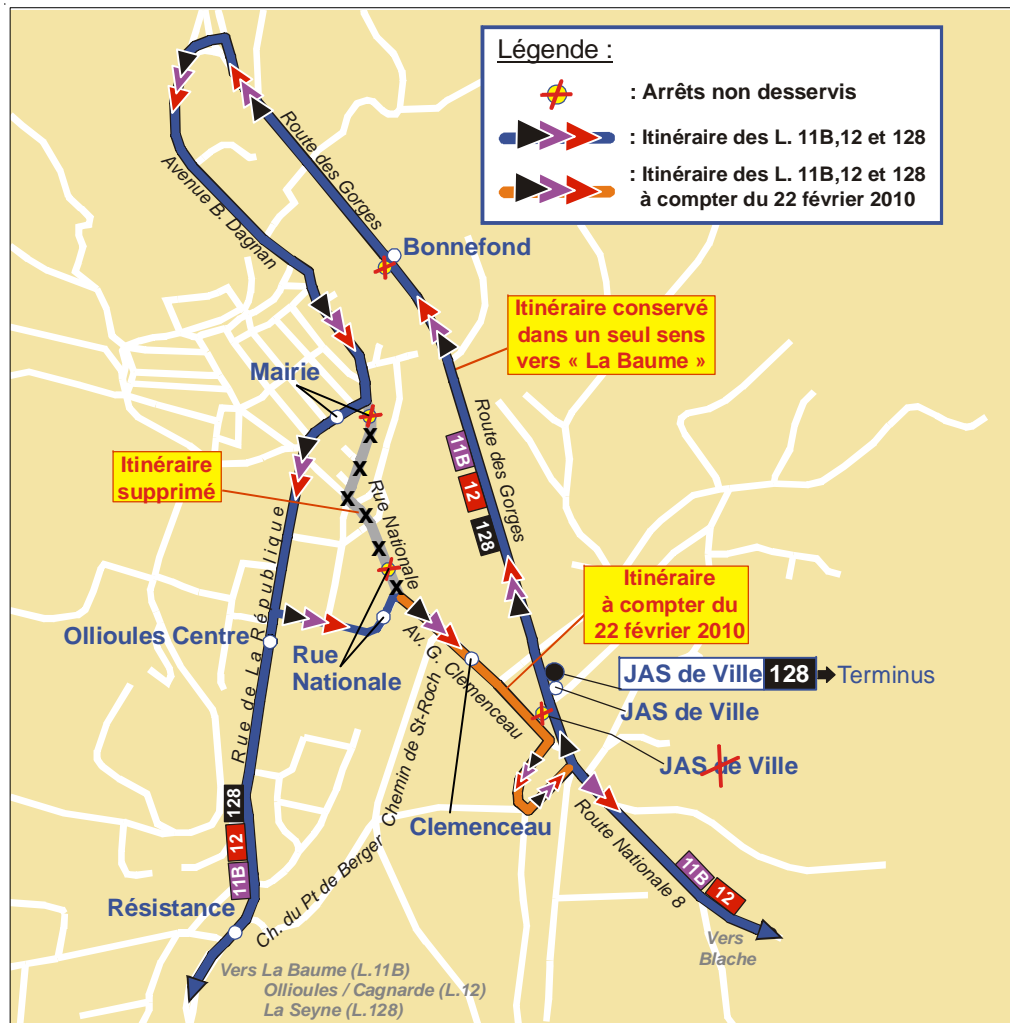 Légende :
: Arrêts non desservis
: Itinéraire des L. 11B,12 et 128
: Itinéraire des L. 11B,12 et 128
à compter du 22 février 2010
Route des Gorges
Avenue B. Dagnan
Bonnefond
Itinéraire conservé
dans un seul sens
vers « La Baume »
Mairie
Route des Gorges
11B
12
128
Itinéraire
supprimé
Rue Nationale
Rue de La République
Itinéraire
à compter du
22 février 2010
Ollioules Centre
Rue
Nationale
Av. G. Clemenceau
JAS de Ville 128 Terminus
JAS de Ville
JAS de Ville
Chemin de St-Roch
Clemenceau
Route Nationale 8
128
12
11B
11B
12
Ch. du Pt de Berger
Résistance
Vers
Blache
Vers La Baume (L.11B)
Ollioules / Cagnarde (L.12)
La Seyne (L.128)
x
x
x
x
x
x